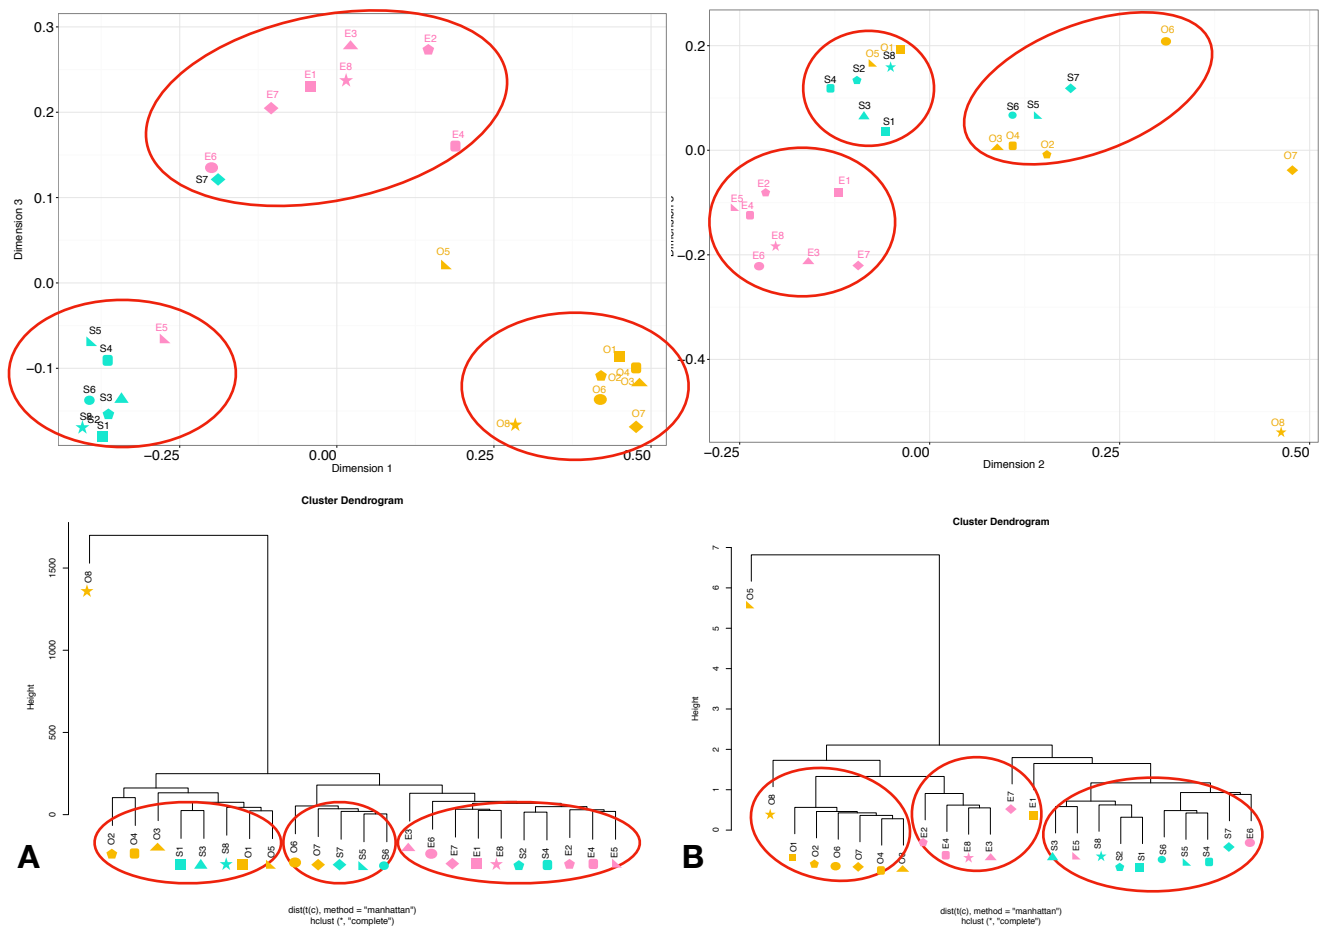 0.3
0.2
0.1
0.0
−0.1
Dimension 3
E3
E2
E8
E1
E7
E4
E6
S7
O5
S5
E5
S4
S6
S3
S8
S2
S1
O1
O4
O2
O3
O6
O7
O8
−0.25
0.00
0.25
0.50
Dimension 1
0.2
0.0
−0.2
−0.4
O6
O1
O5
S8
S2
S4
S7
S3
S1
S6
S5
O3
O4
O2
O7
E2
E1
E5
E4
E8
E6
E3
E7
O8
−0.25
0.00
0.25
0.50
Dimension 2
Cluster Dendrogram
Height
0
500
1000
1500
O8
O2
O4
O3
S1
S3
S8
O1
O5
O6
O7
S7
S5
S6
E3
E6
E7
E1
E8
S2
S4
E2
E4
E5
A
dist(t(c), method = "manhattan")
hclust (*, "complete")
Cluster Dendrogram
Height
0
1
2
3
4
5
6
7
O5
O8
O1
O2
O6
O7
O4
E2
E4
E8
E3
E7
E1
S3
E5
S8
S2
S1
S6
S5
S4
S7
E6
B
dist(t(c), method = "manhattan")
hclust (*, "complete")